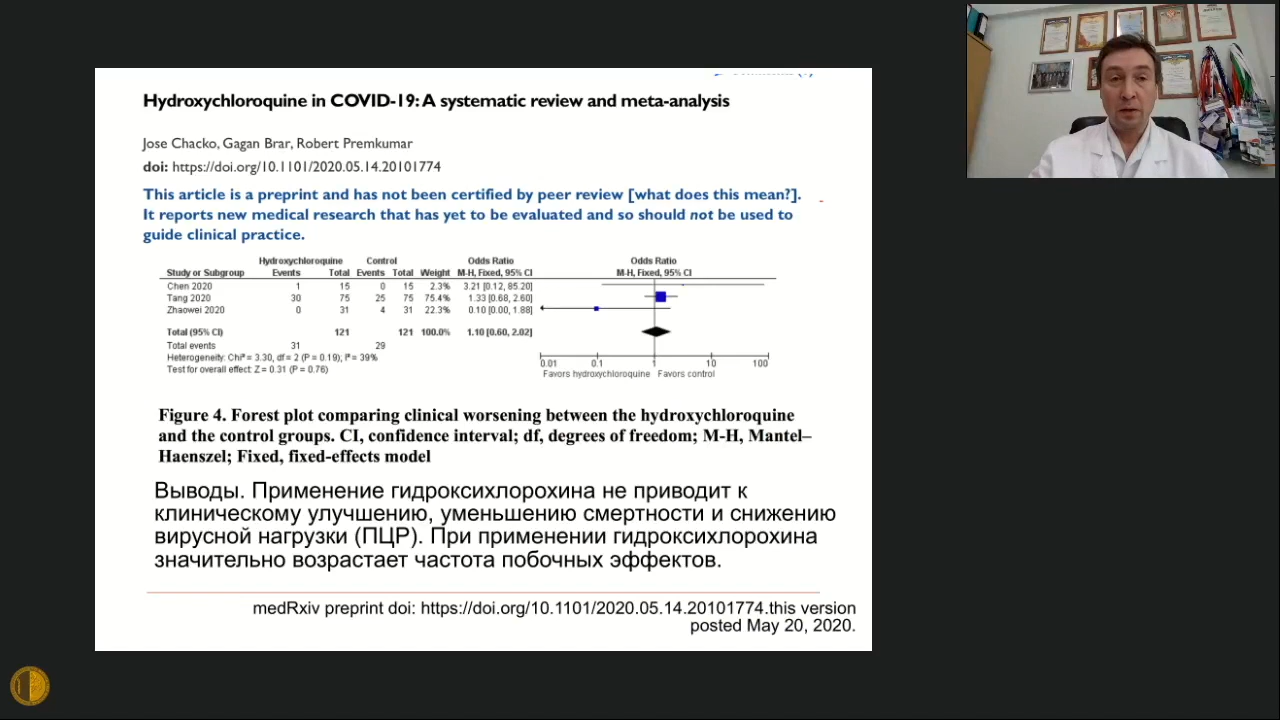 Hydroxychloroquine in COVID-19: A systematic review and meta-analysis
Jose Chacko, Gagan Brar, Robert Premkumar
doi: https://doi.org/10.1101/2020.05.14.20101774
This article is a preprint and has not been certified by peer review [what does this mean?].
It reports new medical research that has yet to be evaluated and so should not be used to
guide clinical practice.
Hydroxychloroquine Control Odds Ratio Odds Ratio
Study or Subgroup Events Total Events Total Weight M-H, Fixed, 95% CI M-H, Fixed, 95% CI
Chen 2020 1 15 0 15 2.3% 3.21 [0.12, 85.20]
Tang 2020 30 75 25 75 75.4% 1.33 [0.68, 2.60]
Zhaowei 2020 0 31 4 31 22.3% 0.10 [0.00, 1.88]
Total (95% CI) 121 121 100.0% 1.10 [0.60, 2.02]
Total events 31 29
Heterogeneity: Chi² = 3.30, df = 2 (P = 0.19); I² = 39%
Test for overall effect: Z = 0.31 (P = 0.76)
0.01 0.1 1 10 100
Favors hydroxychloroquine Favors control
Figure 4. Forest plot comparing clinical worsening between the hydroxychloroquine
and the control groups. CI, confidence interval; df, degrees of freedom; M-H, Mantel–
Haenszel; Fixed, fixed-effects model
Выводы. Применение гидроксихлорохина не приводит к
клиническому улучшению, уменьшению смертности и снижению
вирусной нагрузки (ПЦР). При применении гидроксихлорохина
значительно возрастает частота побочных эффектов.
medRxiv preprint doi: https://doi.org/10.1101/2020.05.14.20101774.this version
posted May 20, 2020.